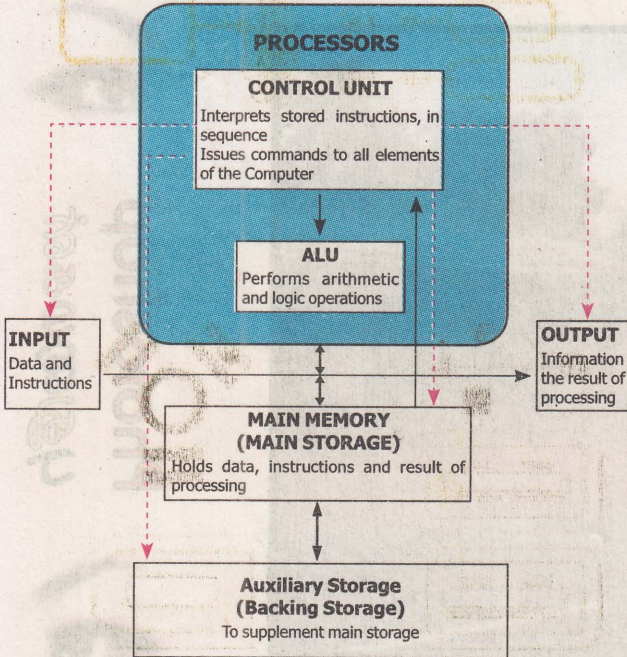 PROCESSORS
CONTROL UNIT
Interprets stored instructions, in
sequence
Issues commands to all elements
of the Computer
ALU
Performs arithmetic
and logic operations
INPUT
Data and
Instructions
OUTPUT
Information
the result of
processing
MAIN MEMORY
(MAIN STORAGE)
Holds data, instructions and result of
processing
Auxiliary Storage
(Backing Storage)
To supplement main storage